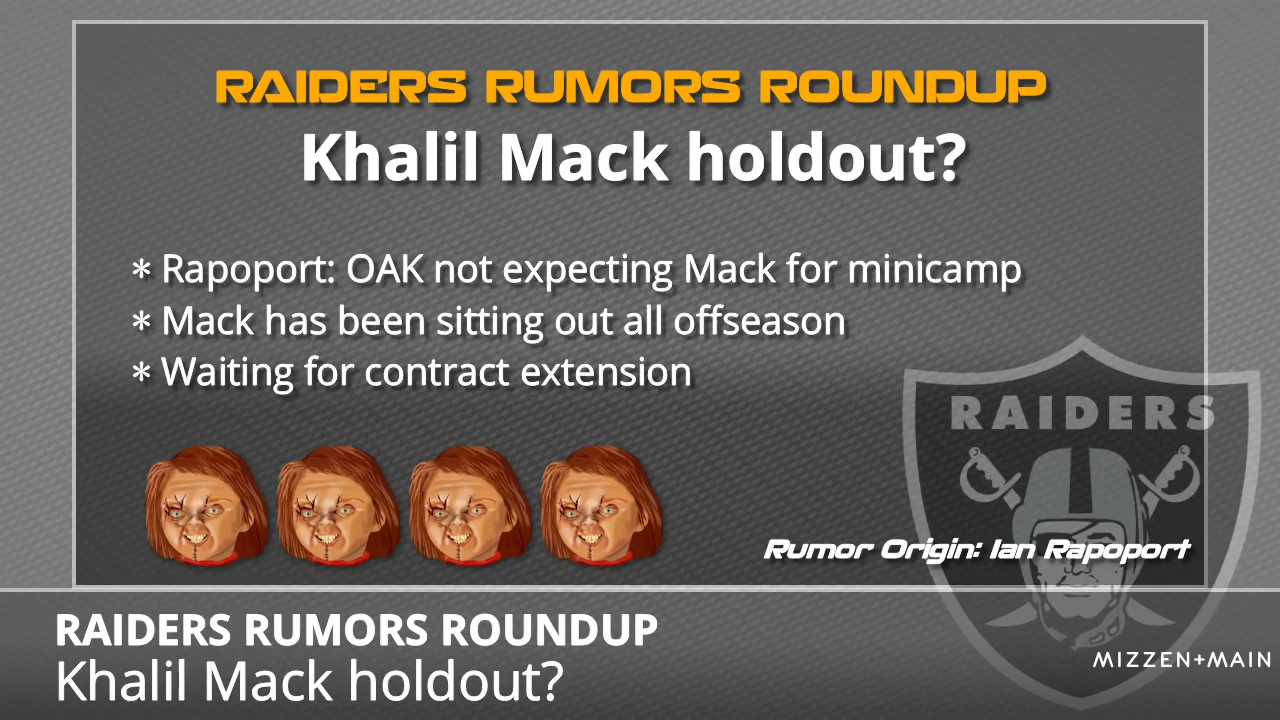 RAIDERS RUMORS ROUNDUP
Khalil Mack holdout?
* Rapoport: OAK not expecting Mack for minicamp
* Mack has been sitting out all offseason
* Waiting for contract extension
RAIDERS
Rumor Origin: Ian Rapoport
RAIDERS RUMORS ROUNDUP
Khalil Mack holdout?
MIZZEN+MAIN